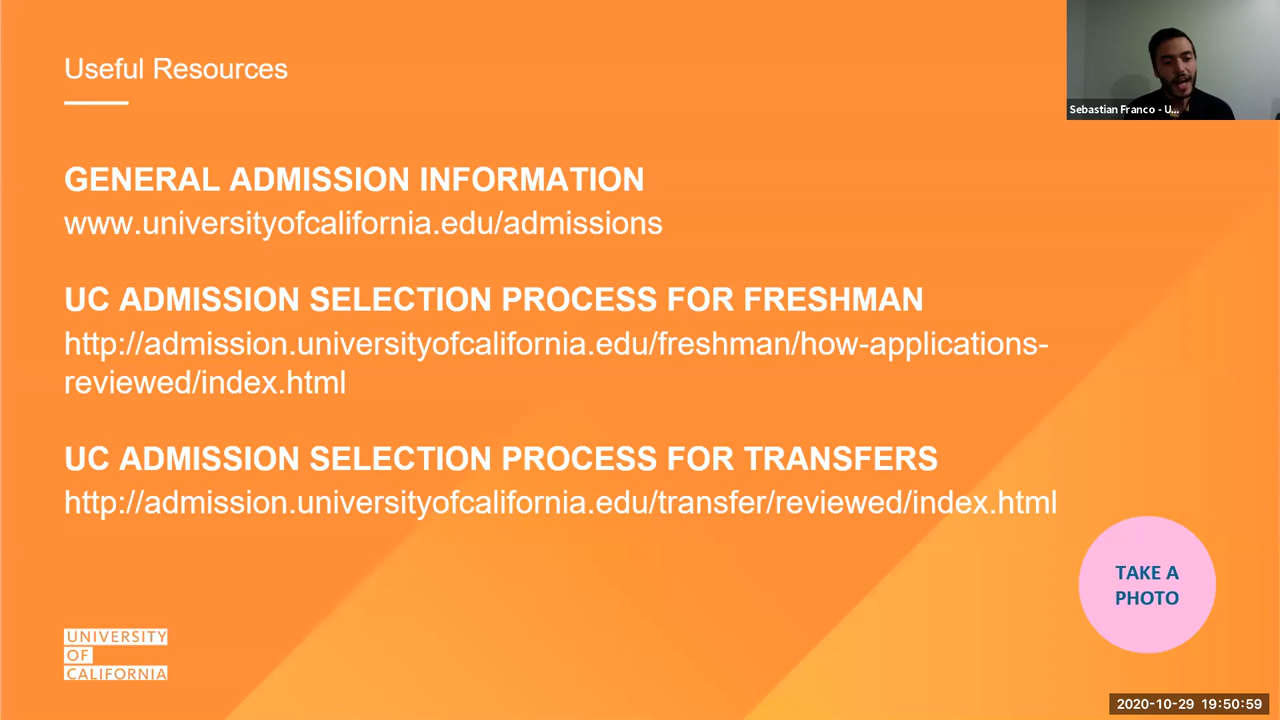 Useful Resources
Sebastian Franco - U...
GENERAL ADMISSION INFORMATION
www.universityofcalifornia.edu/admissions
UC ADMISSION SELECTION PROCESS FOR FRESHMAN
http://admission.universityofcalifornia.edu/freshman/how-applications-
reviewed/index.html
UC ADMISSION SELECTION PROCESS FOR TRANSFERS
http://admission.universityofcalifornia.edu/transfer/reviewed/index.html
TAKE A
PHOTO
UNIVERSITY
OF
CALIFORNIA
2020-10-29 19:50:59